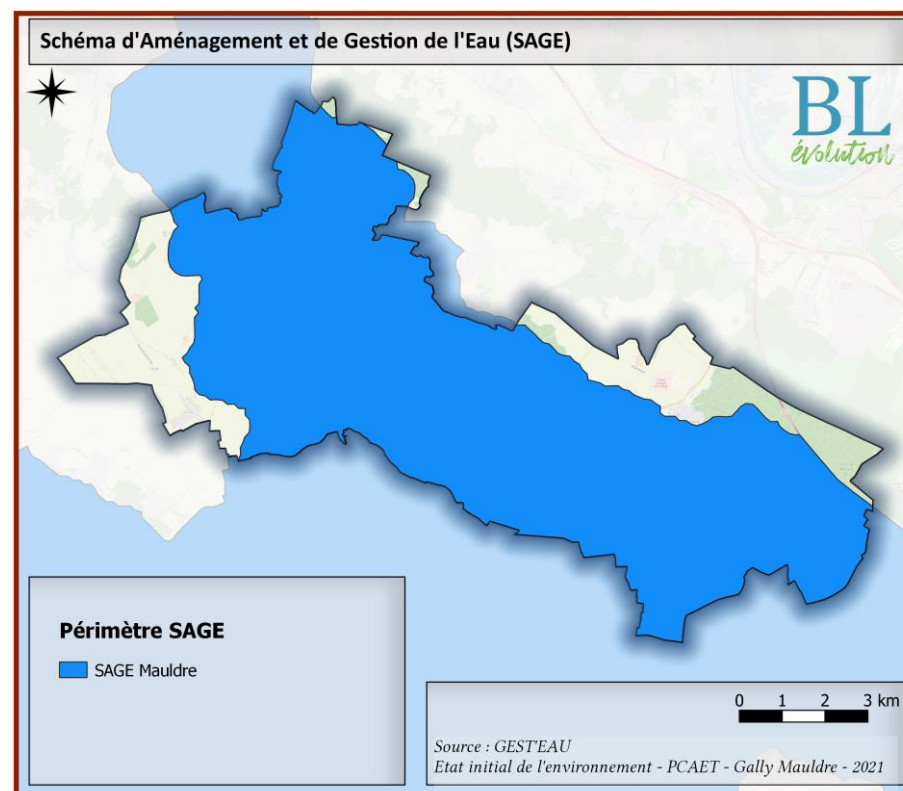 Schéma d'Aménagement et de Gestion de l'Eau (SAGE)
BL
évolution
Périmètre SAGE
SAGE Mauldre
0 1 2 3 km
Source : GEST'EAU
Etat initial de l'environnement - PCAET - Gally Mauldre - 2021